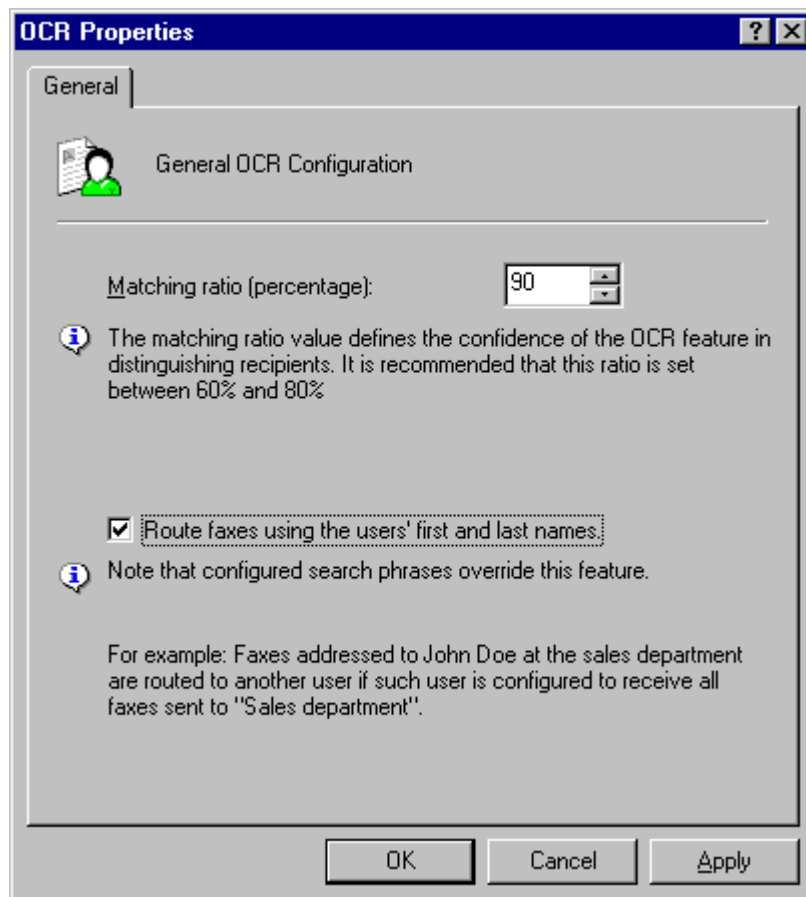 OCR Properties
General
General OCR Configuration
Matching ratio (percentage):
90
The matching ratio value defines the confidence of the OCR feature in
distinguishing recipients. It is recommended that this ratio is set
between 60% and 80%
Route faxes using the users' first and last names.
Note that configured search phrases override this feature.
For example: Faxes addressed to John Doe at the sales department
are routed to another user if such user is configured to receive all
faxes sent to "Sales department".
OK
Cancel
Apply